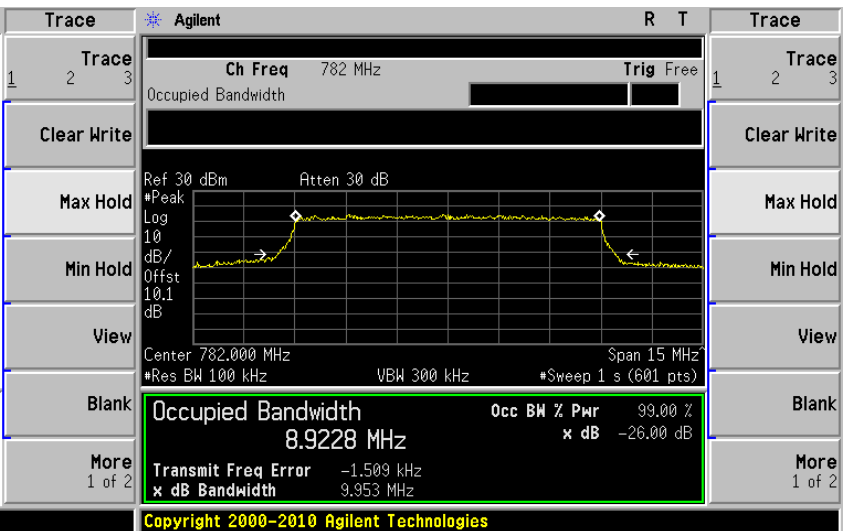 Trace
Agilent
R T
Trace
Trace
1 2 3
Clear Write
Max Hold
Min Hold
View
Blank
More
1 of 2
Ch Freq 782 MHz
Trig Free
Occupied Bandwidth
Ref 30 dBm
Atten 30 dB
#Peak
Log
10
dB/
Offst
10.1
dB
Center 782.000 MHz
Span 15 MHz^
#Res BW 100 kHz
VBW 300 kHz
#Sweep 1 s (601 pts)
Occupied Bandwidth
8.9228 MHz
Occ BW % Pwr 99.00 %
x dB -26.00 dB
Transmit Freq Error -1.509 kHz
x dB Bandwidth 9.953 MHz
Copyright 2000-2010 Agilent Technologies
Trace
1 2 3
Clear Write
Max Hold
Min Hold
View
Blank
More
1 of 2